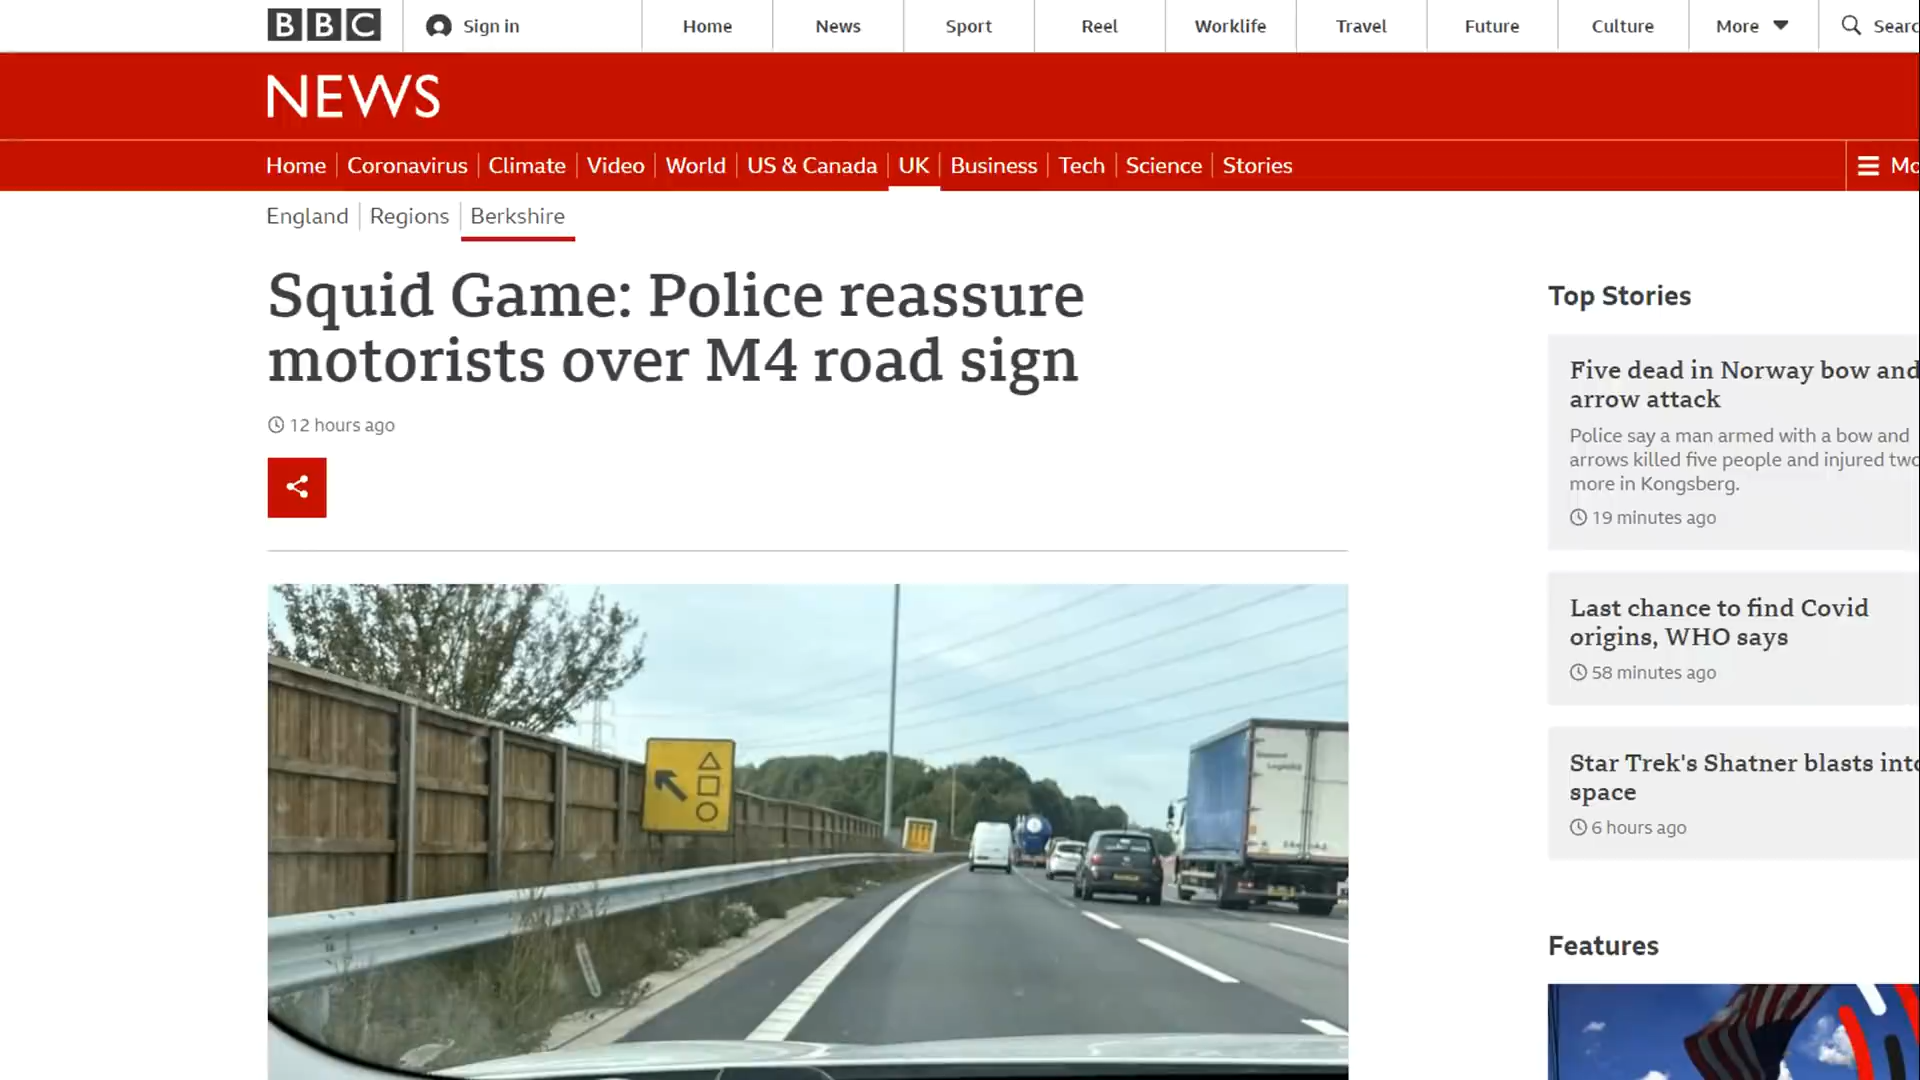 BBC
Sign in
Home
News
Sport
Reel
Worklife
Travel
Future
Culture
More
Searc
NEWS
Home
Coronavirus
Climate
Video
World
US & Canada
UK
Business
Tech
Science
Stories
Mo
England
Regions
Berkshire
Squid Game: Police reassure
motorists over M4 road sign
12 hours ago
Top Stories
Five dead in Norway bow and
arrow attack
Police say a man armed with a bow and
arrows killed five people and injured two
more in Kongsberg.
19 minutes ago
Last chance to find Covid
origins, WHO says
58 minutes ago
Star Trek's Shatner blasts into
space
6 hours ago
Features